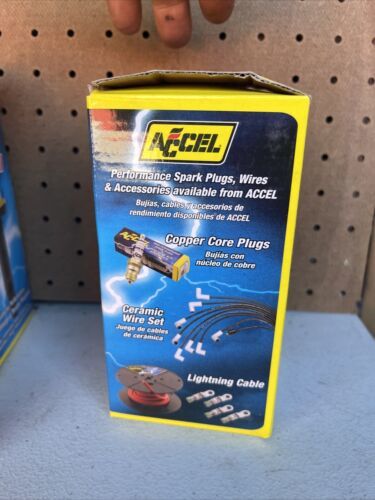 ACCEL
Performance Spark Plugs, Wires
& Accessories available from ACCEL
Bujías, cables y accesorios de
rendimiento disponibles de ACCEL
Copper Core Plugs
Bujías con
núcleo de cobre
ACCEL
Ceramic
Wire Set
Juego de cables
de cerámica
Lightning Cable